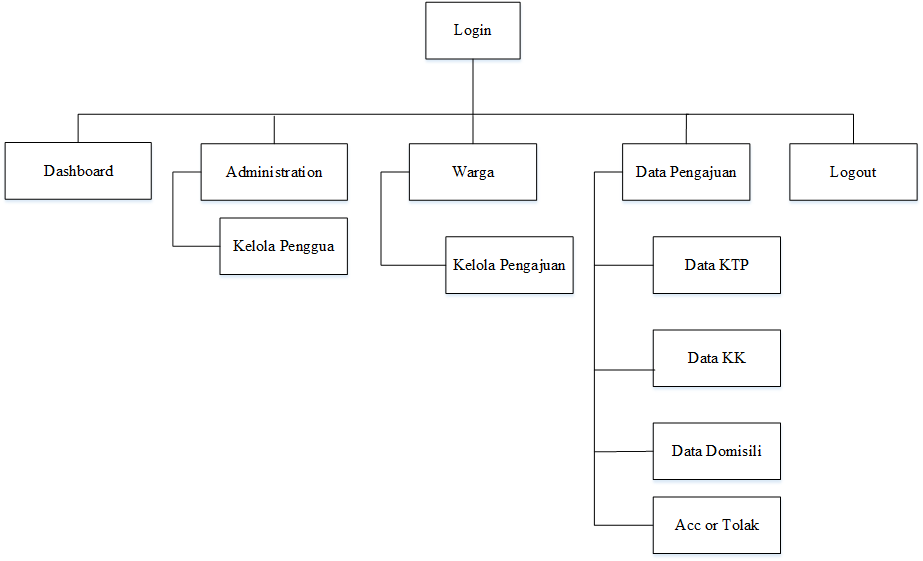 Login
Dashboard
Administration
Warga
Data Pengajuan
Logout
Kelola Penggua
Kelola Pengajuan
Data KTP
Data KK
Data Domisili
Acc or Tolak